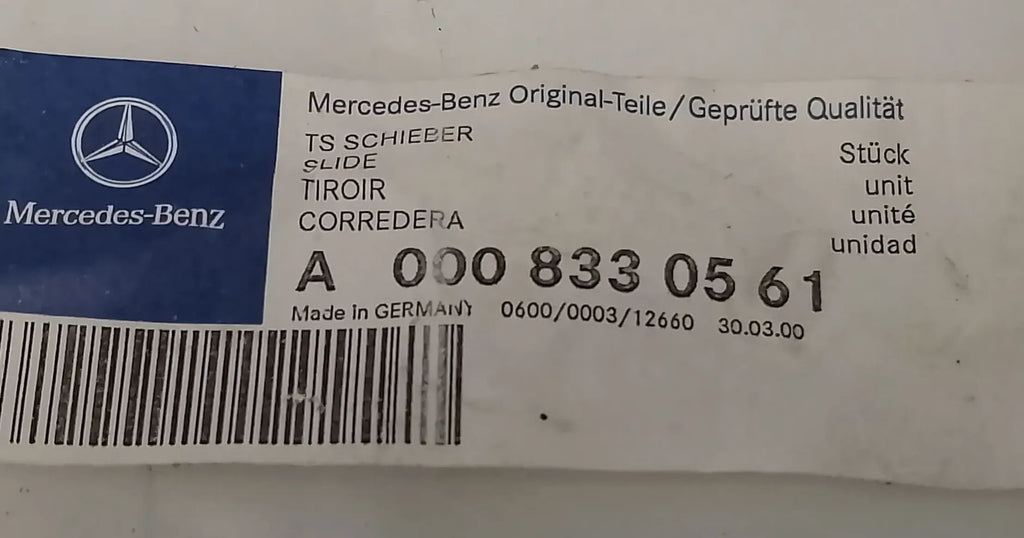 Mercedes-Benz
Mercedes-Benz Original-Teile/Geprüfte Qualität
TS SCHIEBER
SLIDE
TIROIR
CORREDERA
Stück
unit
unité
unidad
A 000 833 05 61
Made in GERMANY 0600/0003/12660 30.03.00